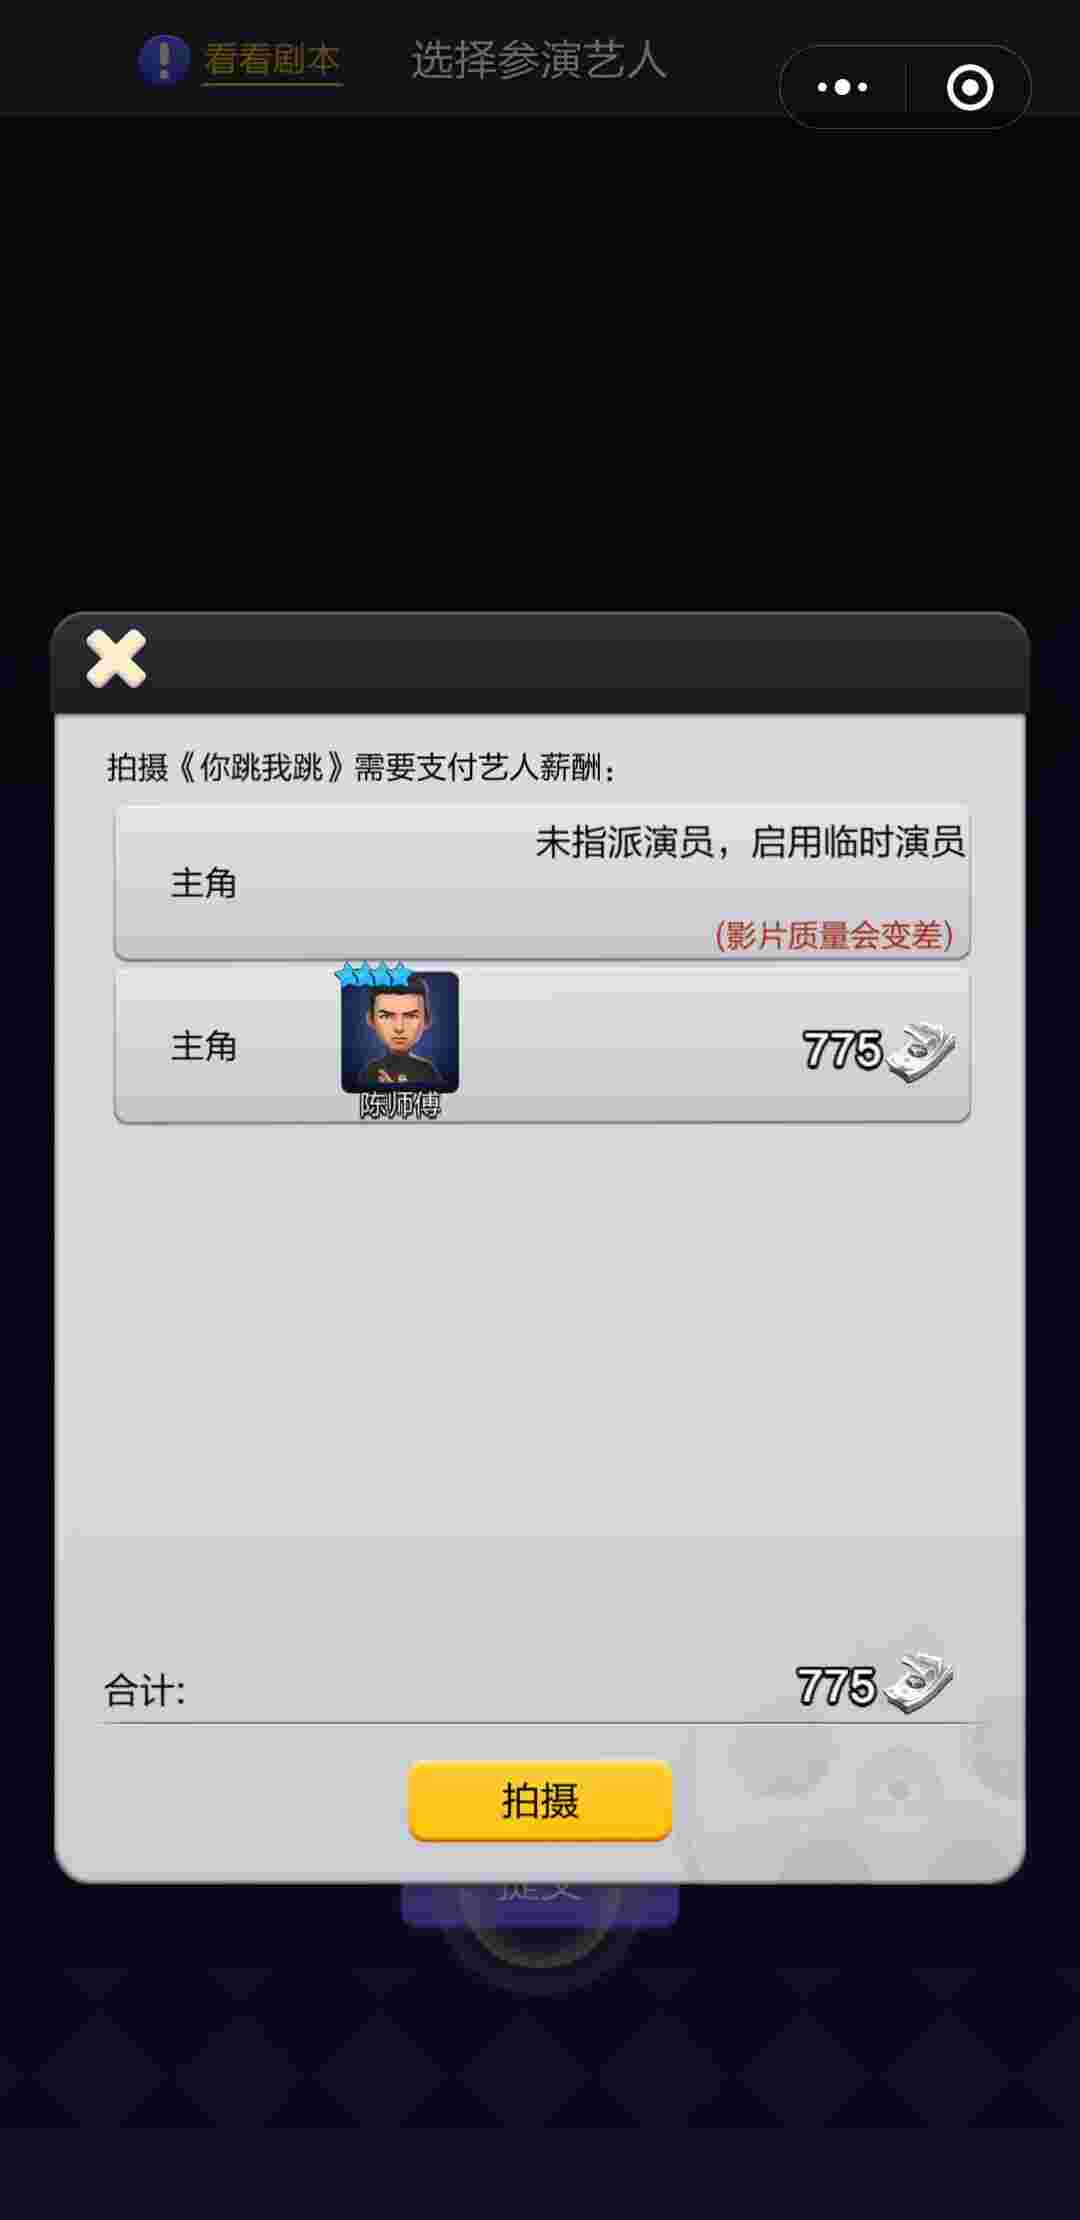 看看剧本
选择参演艺人
拍摄《你跳我跳》需要支付艺人薪酬：
未指派演员，启用临时演员
主角
(影片质量会变差)
主角
775
陈师傅
合计:
775
拍摄
提交